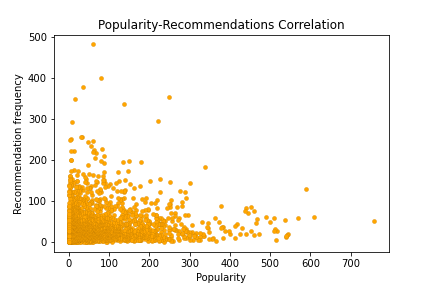 Popularity-Recommendations Correlation
500
400
300
200
100
0
Recommendation frequency
0 100 200 300 400 500 600 700
Popularity